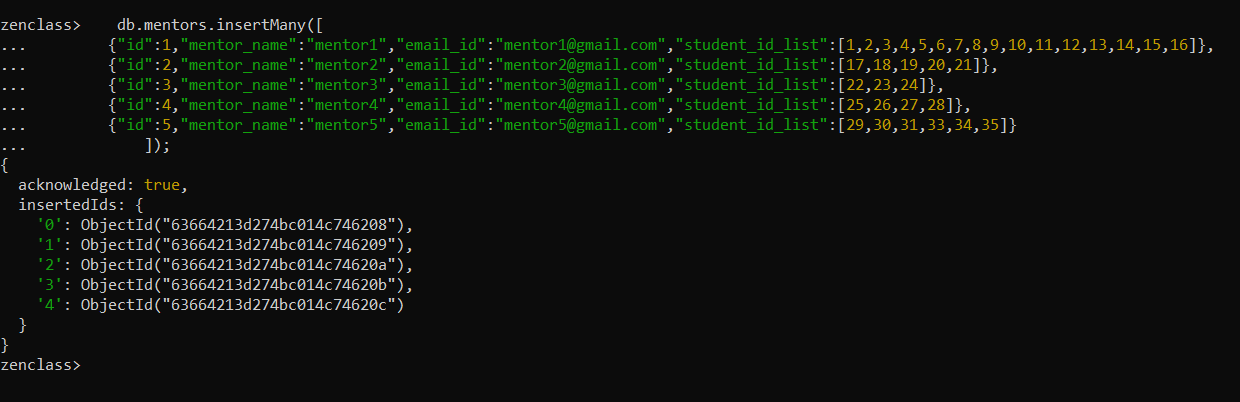 zenclass>    db.mentors.insertMany([
...         {"id":1,"mentor_name":"mentor1","email_id":"mentor1@gmail.com","student_id_list":[1,2,3,4,5,6,7,8,9,10,11,12,13,14,15,16]},
...         {"id":2,"mentor_name":"mentor2","email_id":"mentor2@gmail.com","student_id_list":[17,18,19,20,21]},
...         {"id":3,"mentor_name":"mentor3","email_id":"mentor3@gmail.com","student_id_list":[22,23,24]},
...         {"id":4,"mentor_name":"mentor4","email_id":"mentor4@gmail.com","student_id_list":[25,26,27,28]},
...         {"id":5,"mentor_name":"mentor5","email_id":"mentor5@gmail.com","student_id_list":[29,30,31,33,34,35]}
...             ]);
{
  acknowledged: true,
  insertedIds: {
    '0': ObjectId("63664213d274bc014c746208"),
    '1': ObjectId("63664213d274bc014c746209"),
    '2': ObjectId("63664213d274bc014c74620a"),
    '3': ObjectId("63664213d274bc014c74620b"),
    '4': ObjectId("63664213d274bc014c74620c")
  }
}
zenclass>